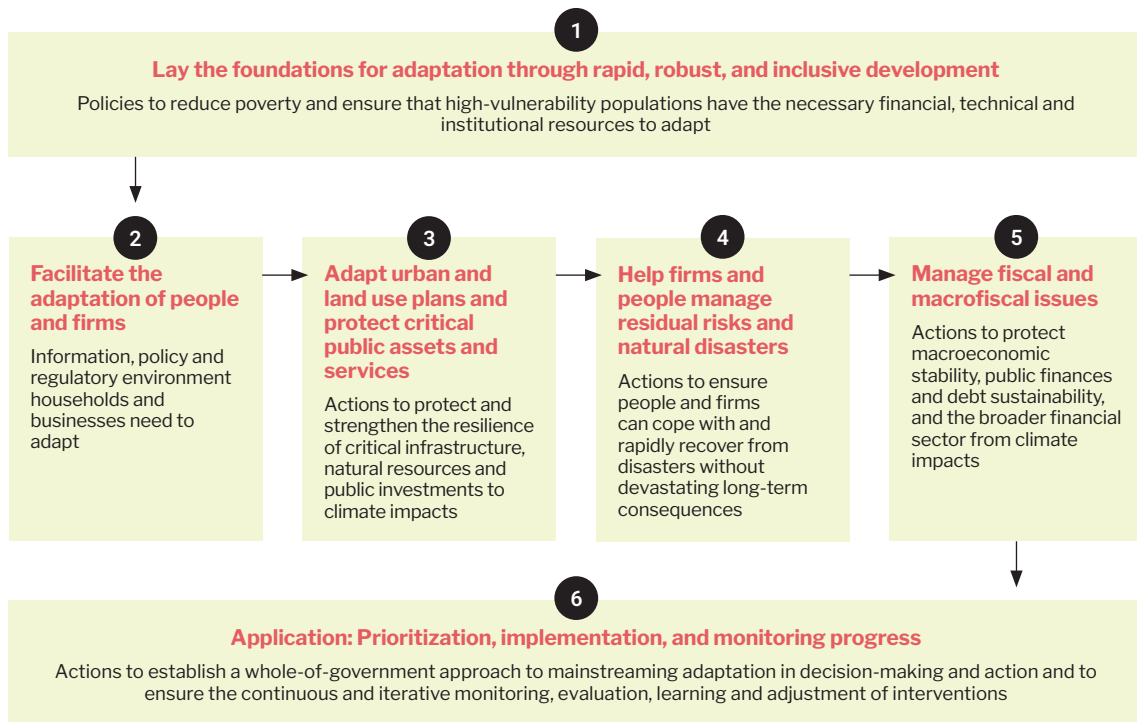 1
Lay the foundations for adaptation through rapid, robust, and inclusive development
Policies to reduce poverty and ensure that high-vulnerability populations have the necessary financial, technical and
institutional resources to adapt
2
Facilitate the
adaptation of people
and firms
Information, policy and
regulatory environment
households and
businesses need to
adapt
3
Adapt urban and
land use plans and
protect critical
public assets and
services
Actions to protect and
strengthen the resilience
of critical infrastructure,
natural resources and
public investments to
climate impacts
4
Help firms and
people manage
residual risks and
natural disasters
Actions to ensure
people and firms
can cope with and
rapidly recover from
disasters without
devastating long-term
consequences
5
Manage fiscal and
macrofiscal issues
Actions to protect
macroeconomic
stability, public finances
and debt sustainability,
and the broader financial
sector from climate
impacts
6
Application: Prioritization, implementation, and monitoring progress
Actions to establish a whole-of-government approach to mainstreaming adaptation in decision-making and action and to
ensure the continuous and iterative monitoring, evaluation, learning and adjustment of interventions